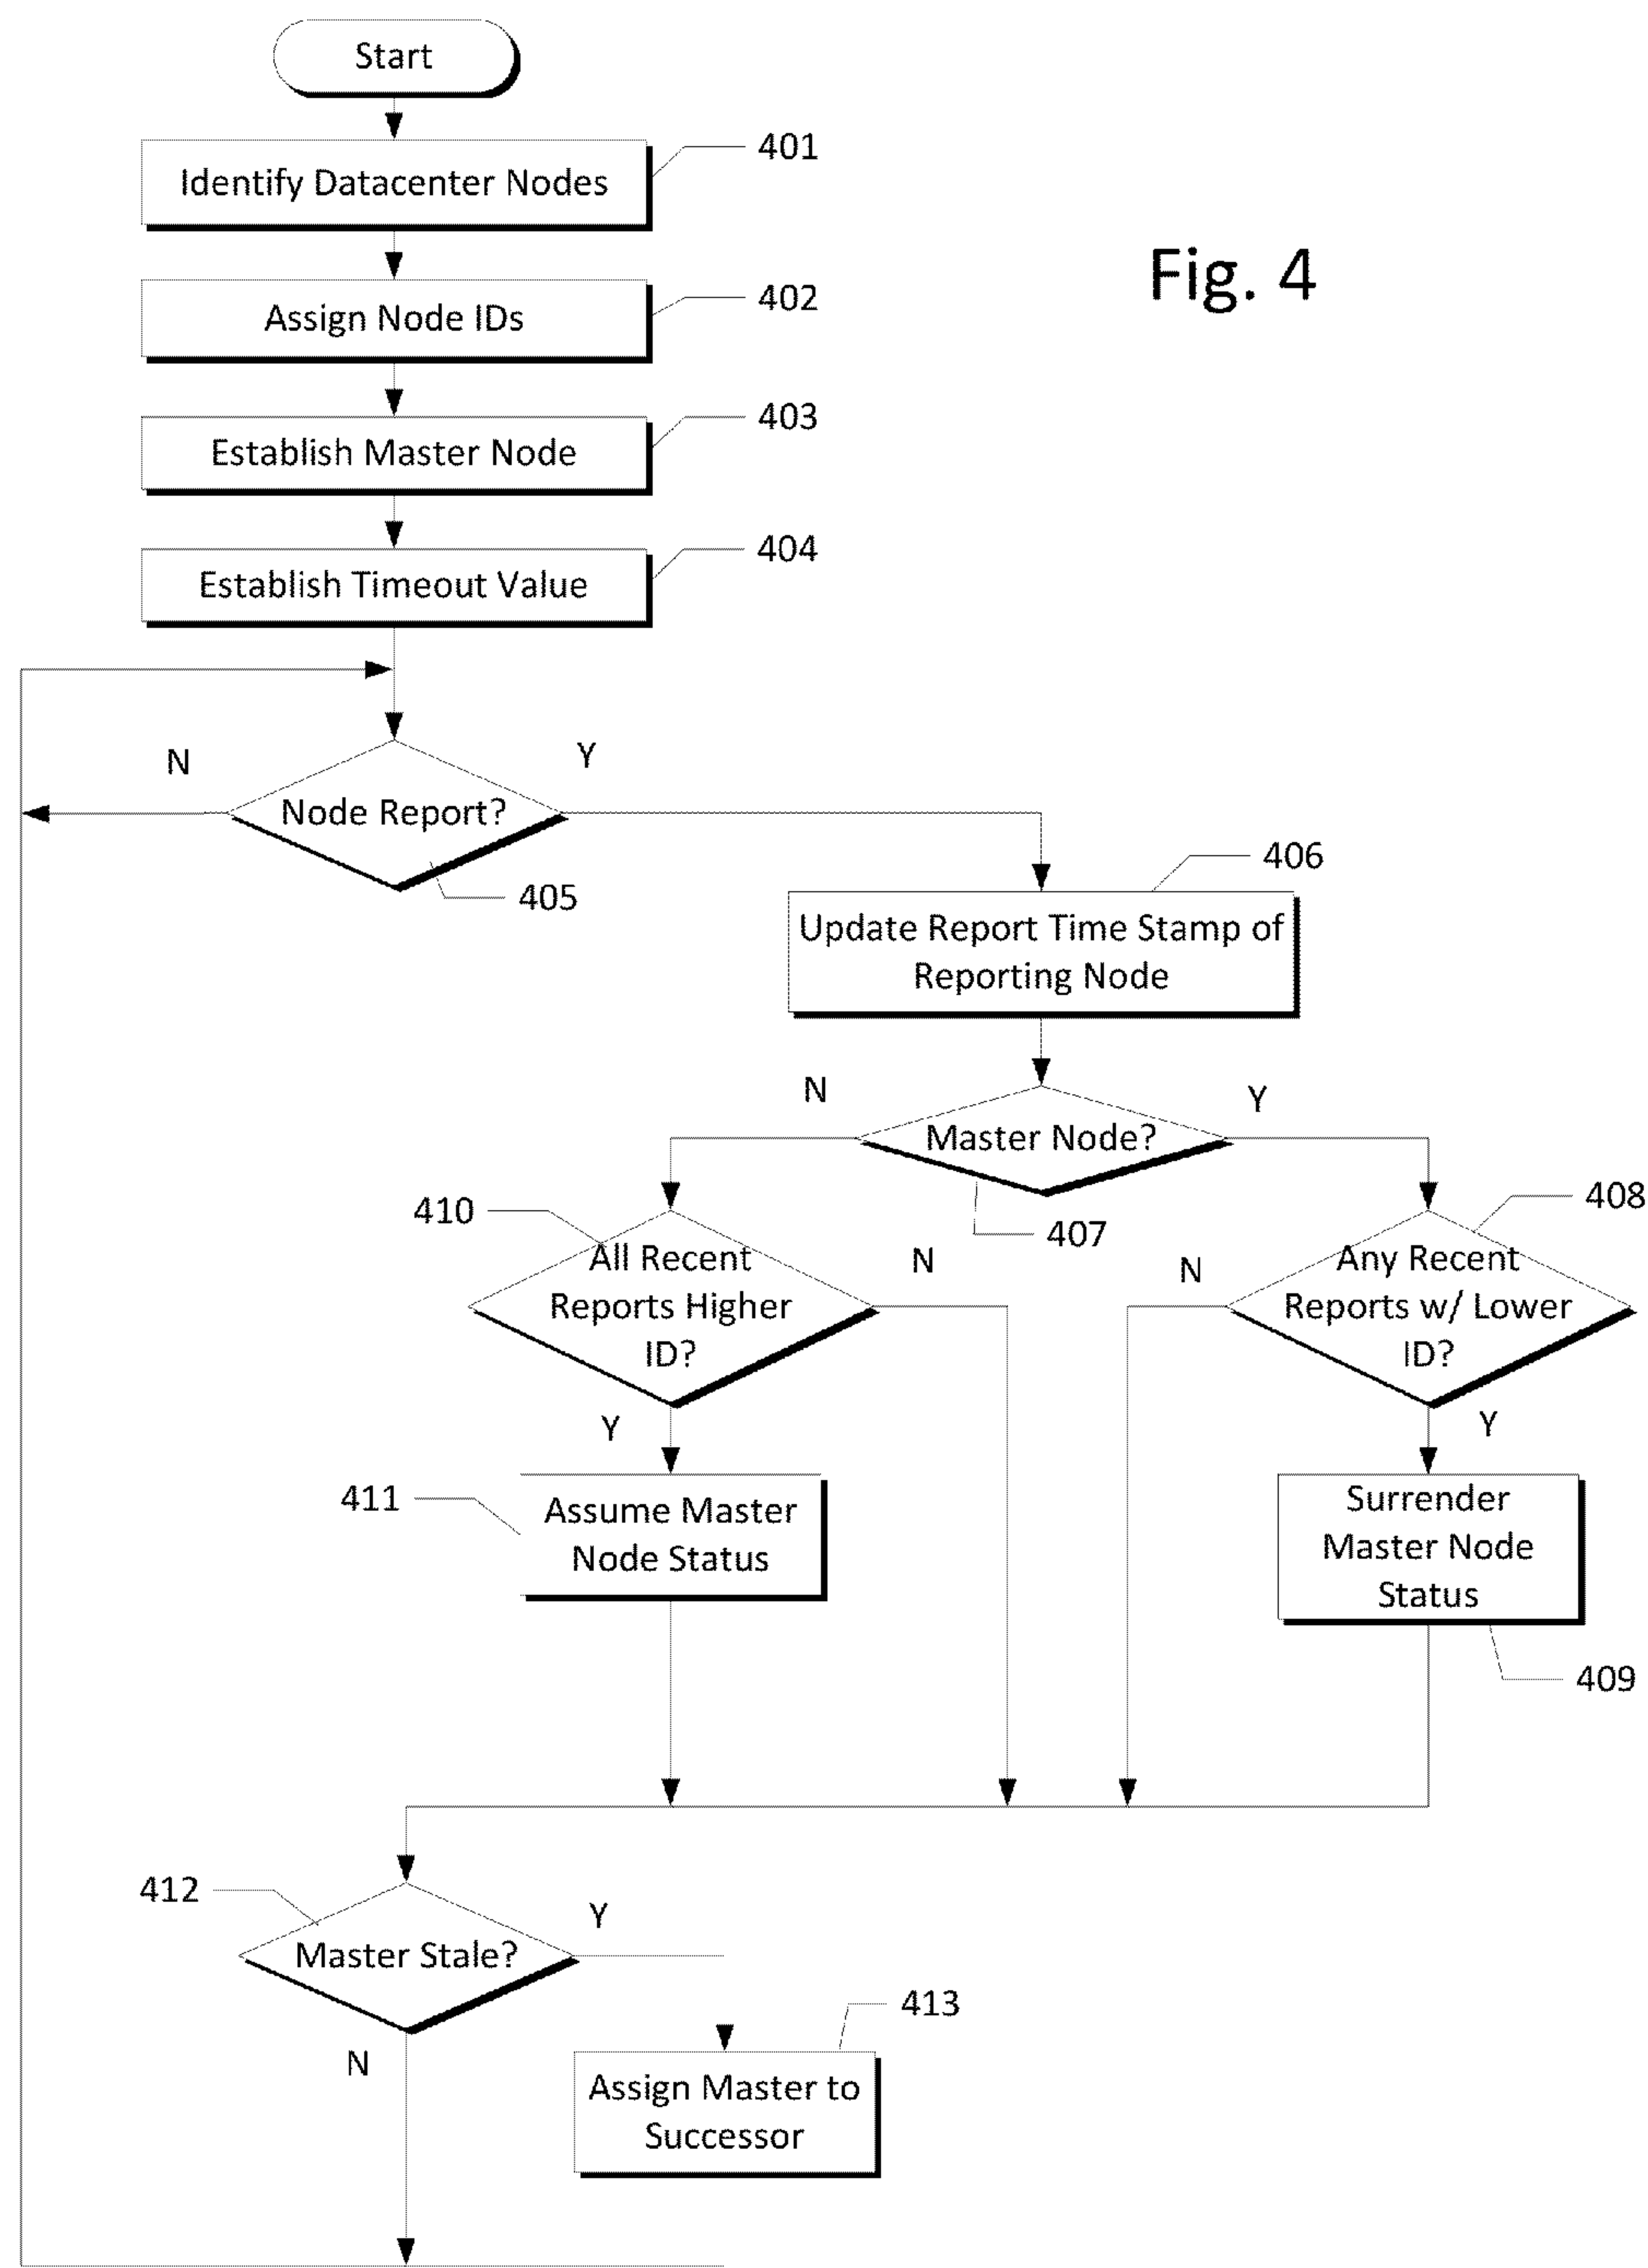 Start
401
Identify Datacenter Nodes
Fig. 4
402
Assign Node IDs
403
Establish Master Node
404
Establish Timeout Value
N
Y
Node Report?
405
406
Update Report Time Stamp of
Reporting Node
N
Y
Master Node?
407
410
408
All Recent
Reports Higher
ID?
N
N
Any Recent
Reports w/ Lower
ID?
Y
Y
411
Assume Master
Node Status
Surrender
Master Node
Status
409
412
Y
Master Stale?
N
413
Assign Master to
Successor